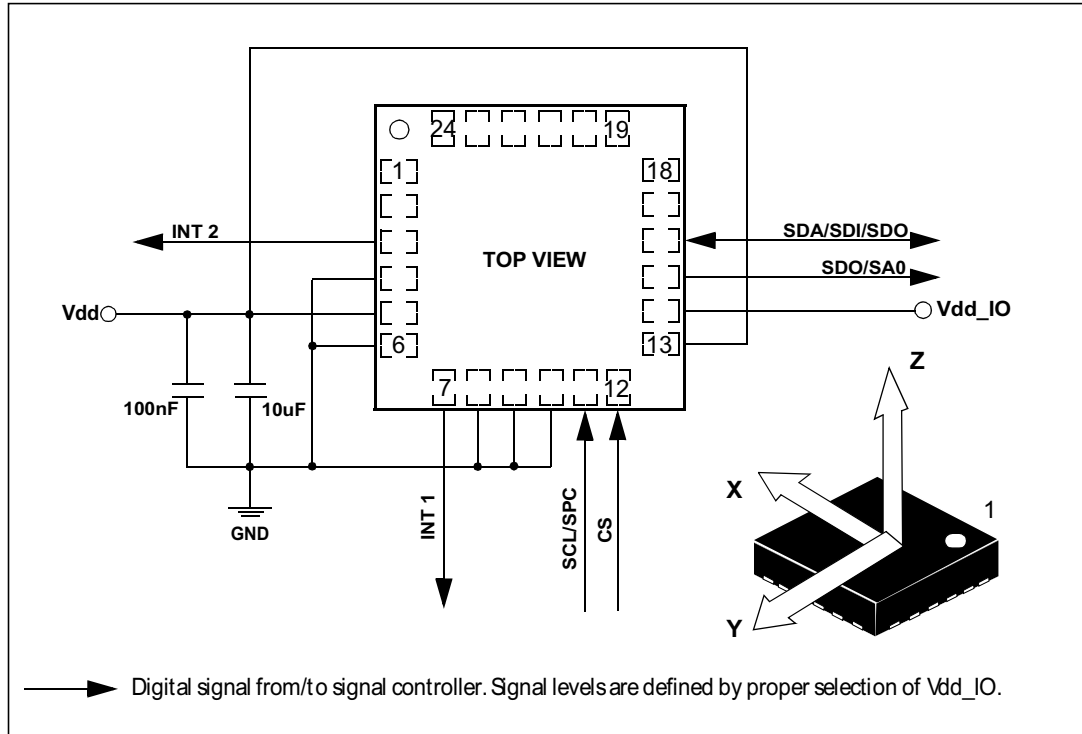 24
19
1
18
INT 2
SDA/SDI/SDO
TOP VIEW
SDO/SA0
Vdd
Vdd_IO
6
13
Z
7
12
100nF
10uF
X
1
GND
INT 1
SCL/SPC
CS
Y
Digital signal from/to signal controller. Signal levels are defined by proper selection of Vdd_IO.